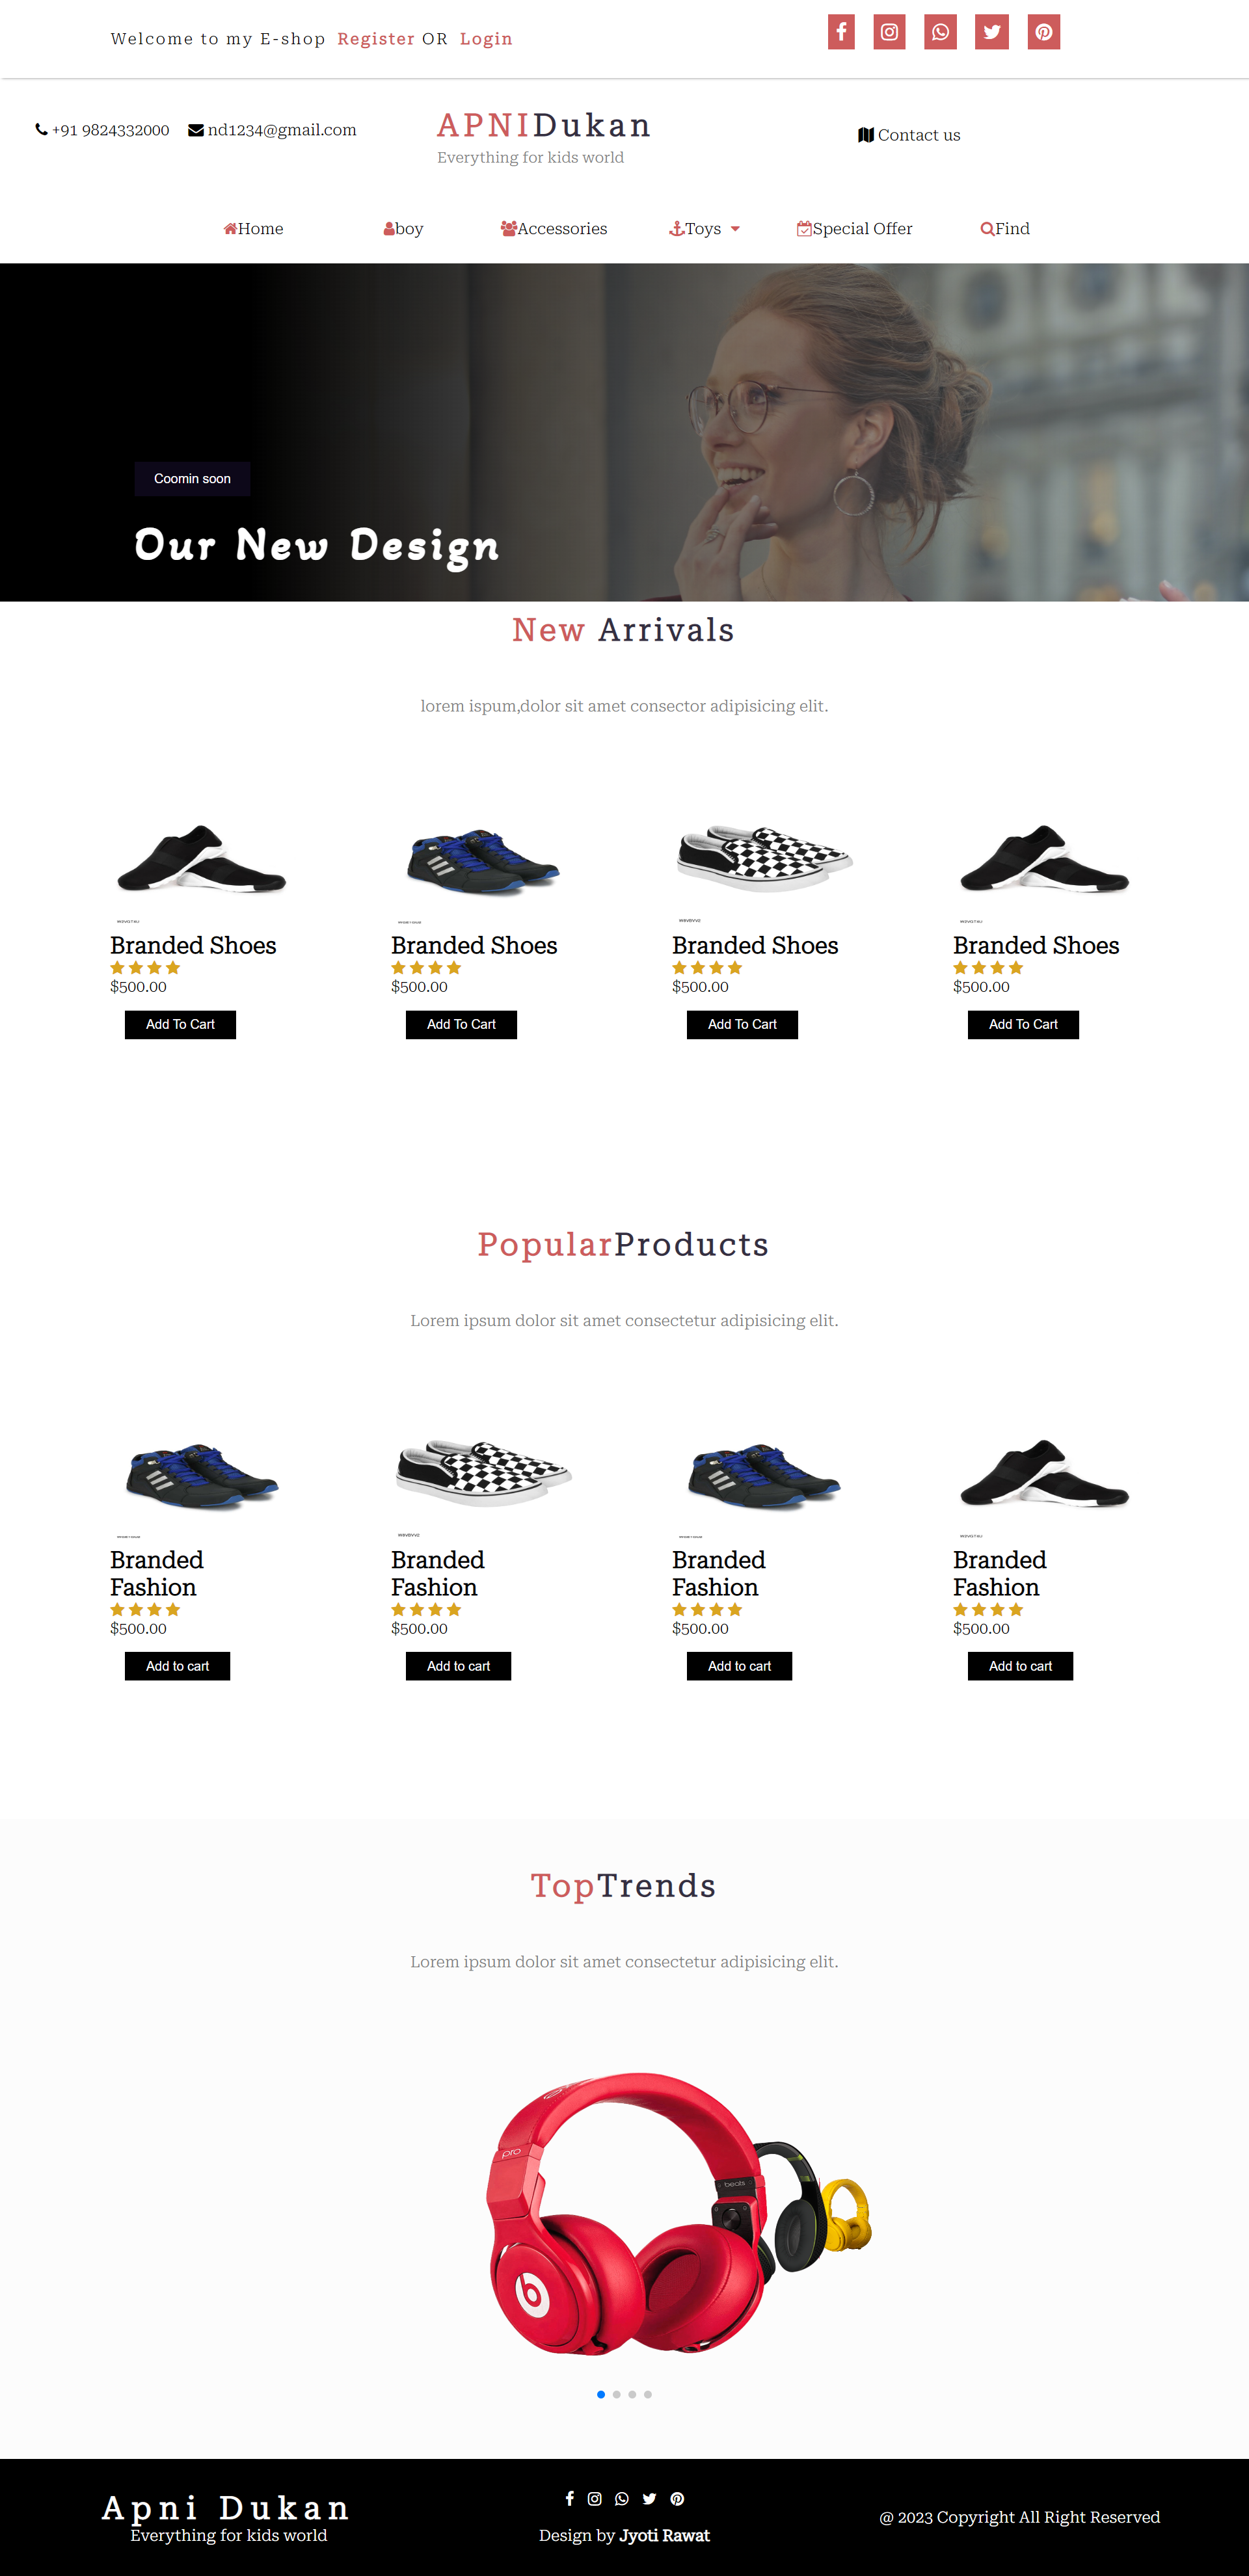 Welcome to my E-shop Register OR Login
+91 9824332000 nd1234@gmail.com
APNIDukan
Everything for kids world
Contact us
Home boy Accessories Toys Special Offer Find
Coomin soon
Our New Design
New Arrivals
lorem ispum,dolor sit amet consector adipisicing elit.
Branded Shoes Branded Shoes Branded Shoes Branded Shoes
$500.00 $500.00 $500.00 $500.00
Add To Cart Add To Cart Add To Cart Add To Cart
PopularProducts
Lorem ipsum dolor sit amet consectetur adipisicing elit.
Branded Branded Branded Branded
Fashion Fashion Fashion Fashion
$500.00 $500.00 $500.00 $500.00
Add to cart Add to cart Add to cart Add to cart
TopTrends
Lorem ipsum dolor sit amet consectetur adipisicing elit.
pro
beats
b
Apni Dukan
Everything for kids world
Design by Jyoti Rawat
@ 2023 Copyright All Right Reserved